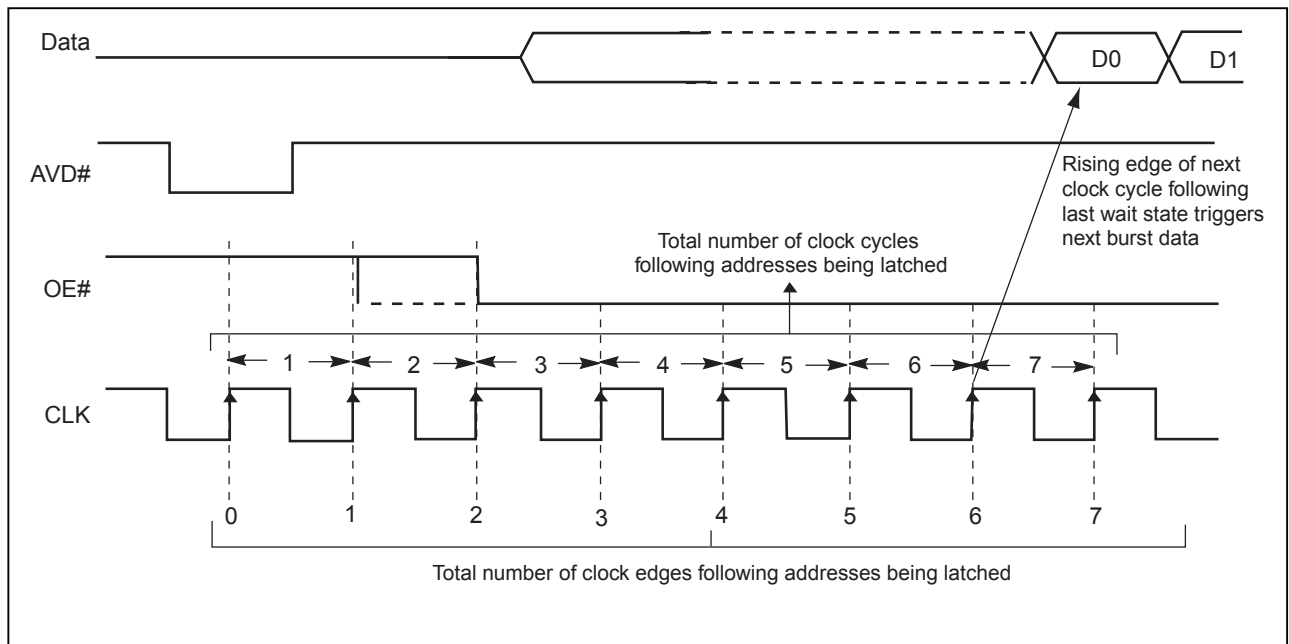 Data
D0
D1
AVD#
Rising edge of next
clock cycle following
last wait state triggers
next burst data
Total number of clock cycles
following addresses being latched
OE#
1 2 3 4 5 6 7
CLK
0 1 2 3 4 5 6 7
Total number of clock edges following addresses being latched